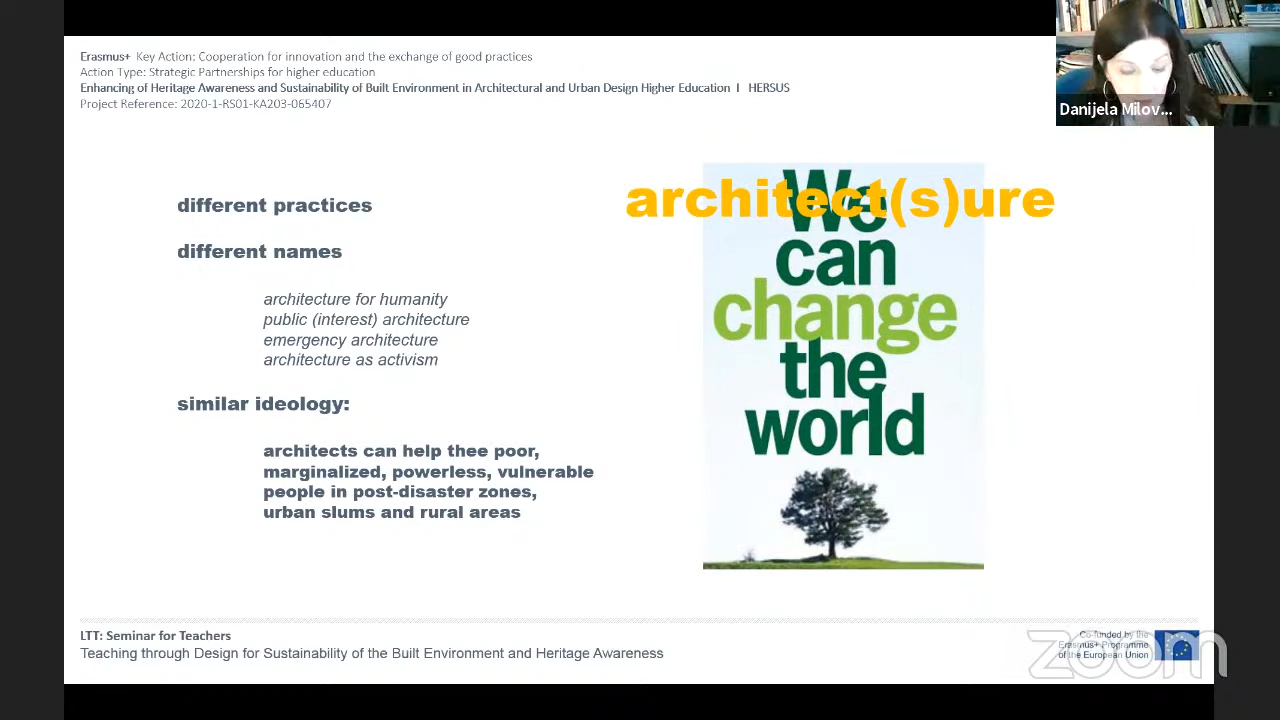 Erasmus+ Key Action: Cooperation for innovation and the exchange of good practices
Action Type: Strategic Partnerships for higher education
Enhancing of Heritage Awareness and Sustainability of Built Environment in Architectural and Urban Design Higher Education I HERSUS
Project Reference: 2020-1-RS01-KA203-065407
Danijela Milov...
different practices
different names
architecture for humanity
public (interest) architecture
emergency architecture
architecture as activism
similar ideology:
architects can help thee poor,
marginalized, powerless, vulnerable
people in post-disaster zones,
urban slums and rural areas
architect(s)ure
We
can
change
the
world
LTT: Seminar for Teachers
Teaching through Design for Sustainability of the Built Environment and Heritage Awareness
Co-funded by the
Erasmus+ Programme
of the European Union
zoom